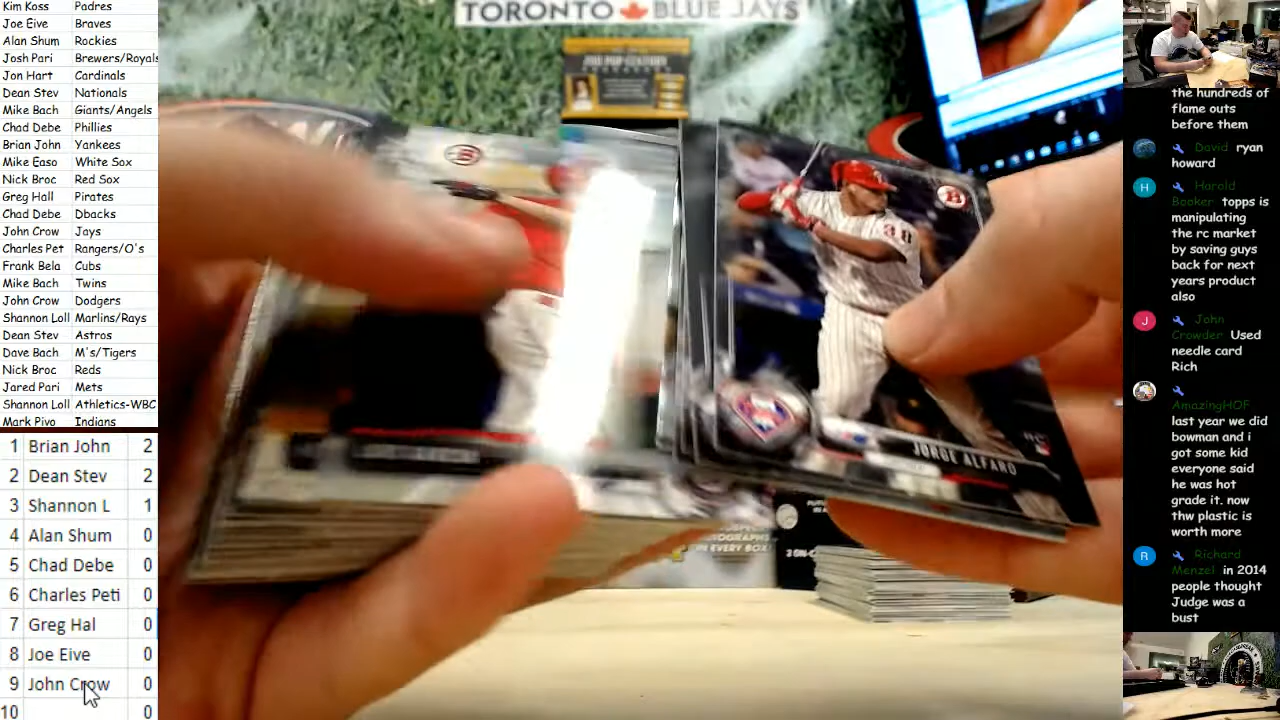 Kim Koss Padres
Joe Eive Braves
Alan Shum Rockies
Josh Pari Brewers/Royals
Jon Hart Cardinals
Dean Stev Nationals
Mike Bach Giants/Angels
Chad Debe Phillies
Brian John Yankees
Mike Easo White Sox
Nick Broc Red Sox
Greg Hall Pirates
Chad Debe Dbacks
John Crow Jays
Charles Pet Rangers/O's
Frank Bela Cubs
Mike Bach Twins
John Crow Dodgers
Shannon Loll Marlins/Rays
Dean Stev Astros
Dave Bach M's/Tigers
Nick Broc Reds
Jared Pari Mets
Shannon Loll Athletics-WBC
Mark Pivo Indians
1 Brian John 2
2 Dean Stev 2
3 Shannon L 1
4 Alan Shum 0
5 Chad Debe 0
6 Charles Peti 0
7 Greg Hal 0
8 Joe Eive 0
9 John Crow 0
10 0
TORONTO BLUE JAYS
B
B
38
JORGE ALFARO
the hundreds of
flame outs
before them
David ryan
howard
H
Harold
Booker topps is
manipulating
the rc market
by saving guys
back for next
years product
also
J
John
Crowder Used
needle card
Rich
AmazingHOF
last year we did
bowman and i
got some kid
everyone said
he was hot
grade it. now
thw plastic is
worth more
R
Richard
Menzel in 2014
people thought
Judge was a
bust